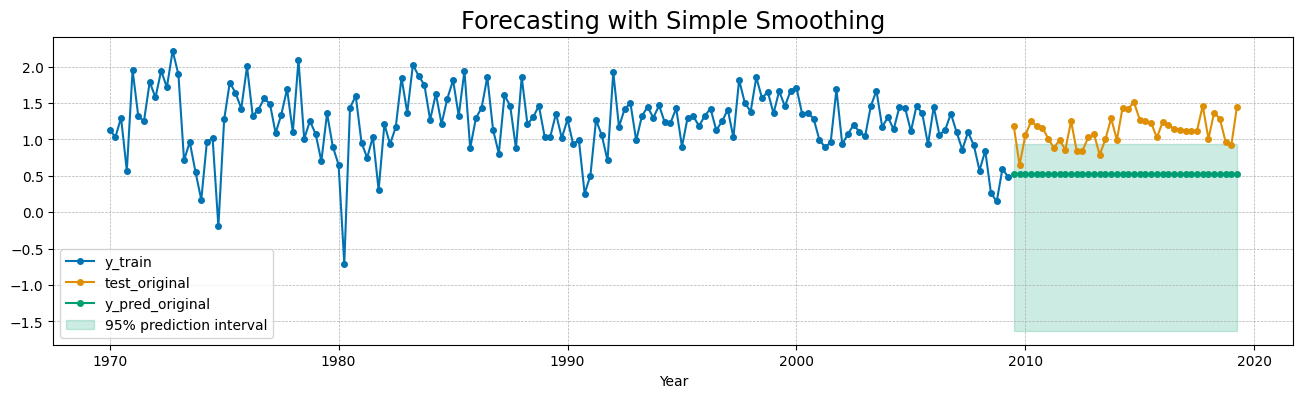 Forecasting with Simple Smoothing
2.0
1.5
1.0
0.5
0.0
−0.5
−1.0
−1.5
y_train
test_original
y_pred_original
95% prediction interval
1970 1980 1990 2000 2010 2020
Year